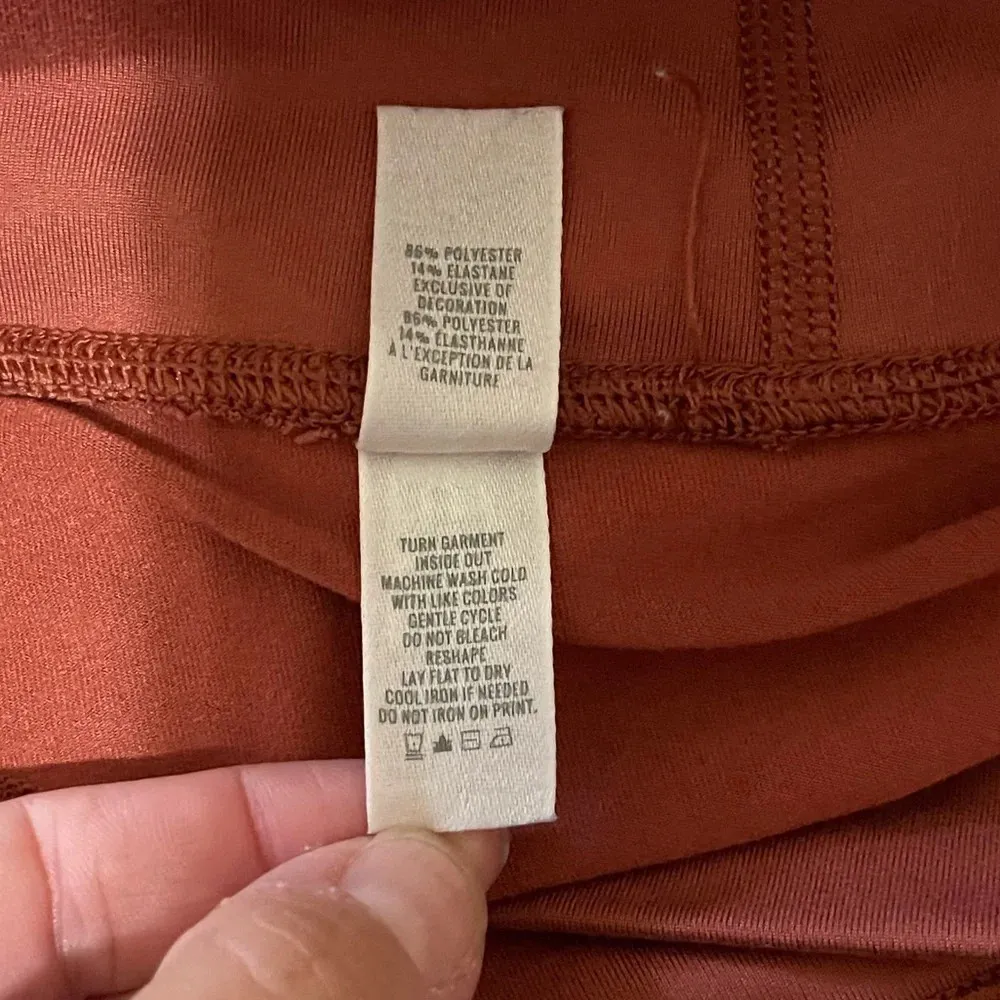 86% POLYESTER
14% ELASTANE
EXCLUSIVE OF
DECORATION
86% POLYESTER
14% ÉLASTHANNE
À L'EXCEPTION DE LA
GARNITURE
TURN GARMENT
INSIDE OUT
MACHINE WASH COLD
WITH LIKE COLORS
GENTLE CYCLE
DO NOT BLEACH
RESHAPE
LAY FLAT TO DRY
COOL IRON IF NEEDED
DO NOT IRON ON PRINT.